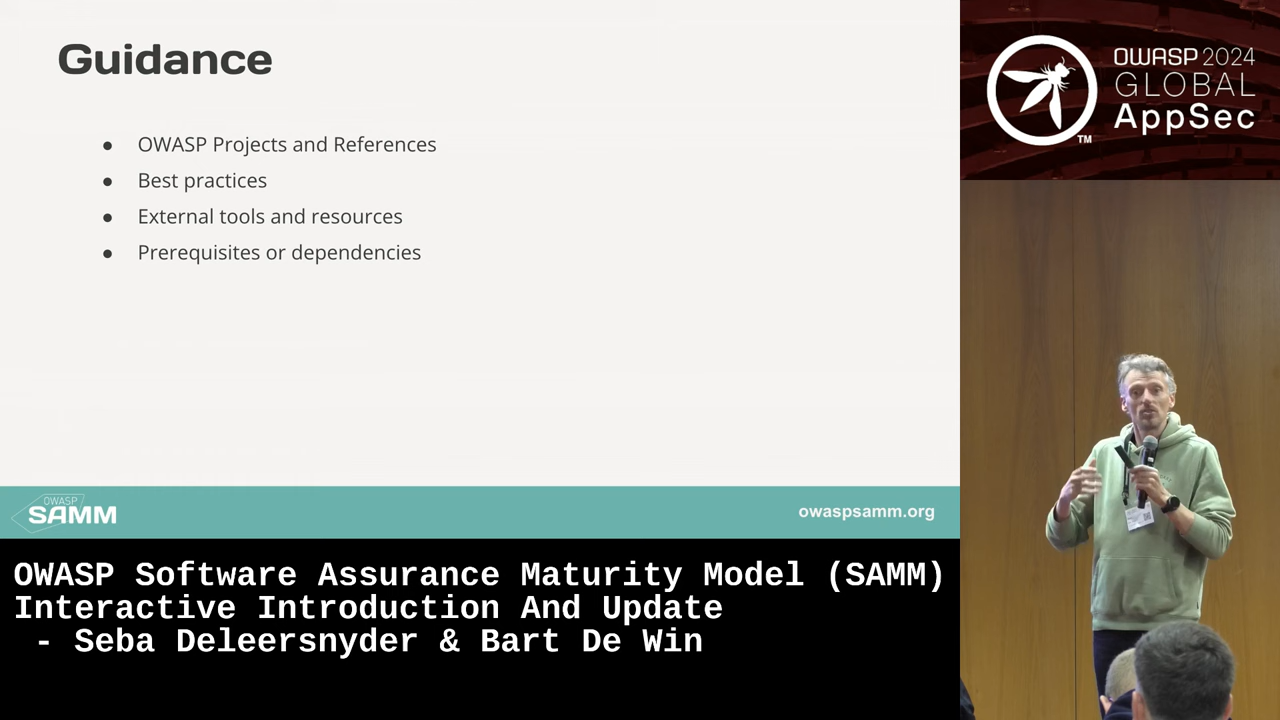 Guidance
● OWASP Projects and References
● Best practices
● External tools and resources
● Prerequisites or dependencies
OWASP
SAMM
owaspsamm.org
OWASP Software Assurance Maturity Model (SAMM)
Interactive Introduction And Update
- Seba Deleersnyder & Bart De Win
OWASP 2024
GLOBAL
AppSec
TM